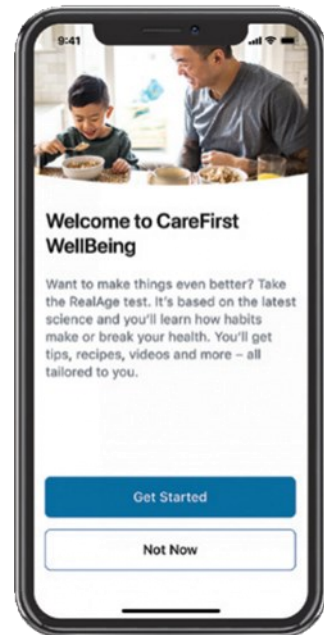 9:41
Welcome to CareFirst
WellBeing
Want to make things even better? Take
the RealAge test. It's based on the latest
science and you'll learn how habits
make or break your health. You'll get
tips, recipes, videos and more – all
tailored to you.
Get Started
Not Now